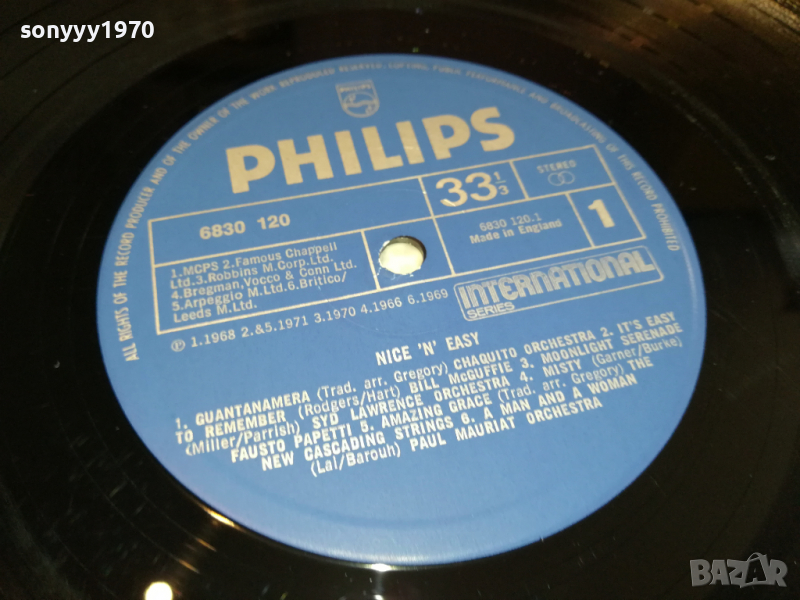 sonyyy1970
ALL RIGHTS OF THE RECORD PRODUCER AND OF THE OWNER OF THE WORK REPRODUCED RESERVED. COPYING, PUBLIC PERFORMANCE AND BROADCASTING OF THIS RECORD PROHIBITED
PHILIPS
PHILIPS
6830 120
33 1/3
STEREO
1.MCPS 2.Famous Chappell
Ltd.3.Robbins M.Corp.Ltd.
4.Bregman,Vocco & Conn Ltd.
5.Arpeggio M.Ltd.6.Britico/
Leeds M.Ltd.
6830 120.1
Made in England
1
INTERNATIONAL
SERIES
℗ 1.1968 2.&5.1971 3.1970 4.1966 6.1969
NICE 'N' EASY
1. GUANTANAMERA (Trad. arr. Gregory) CHAQUITO ORCHESTRA 2. IT'S EASY
TO REMEMBER (Rodgers/Hart) BILL McGUFFIE 3. MOONLIGHT SERENADE
(Miller/Parrish) SYD LAWRENCE ORCHESTRA 4. MISTY (Garner/Burke)
FAUSTO PAPETTI 5. AMAZING GRACE (Trad. arr. Gregory) THE
NEW CASCADING STRINGS 6. A MAN AND A WOMAN
(Lai/Barouh) PAUL MAURIAT ORCHESTRA
BAZAR